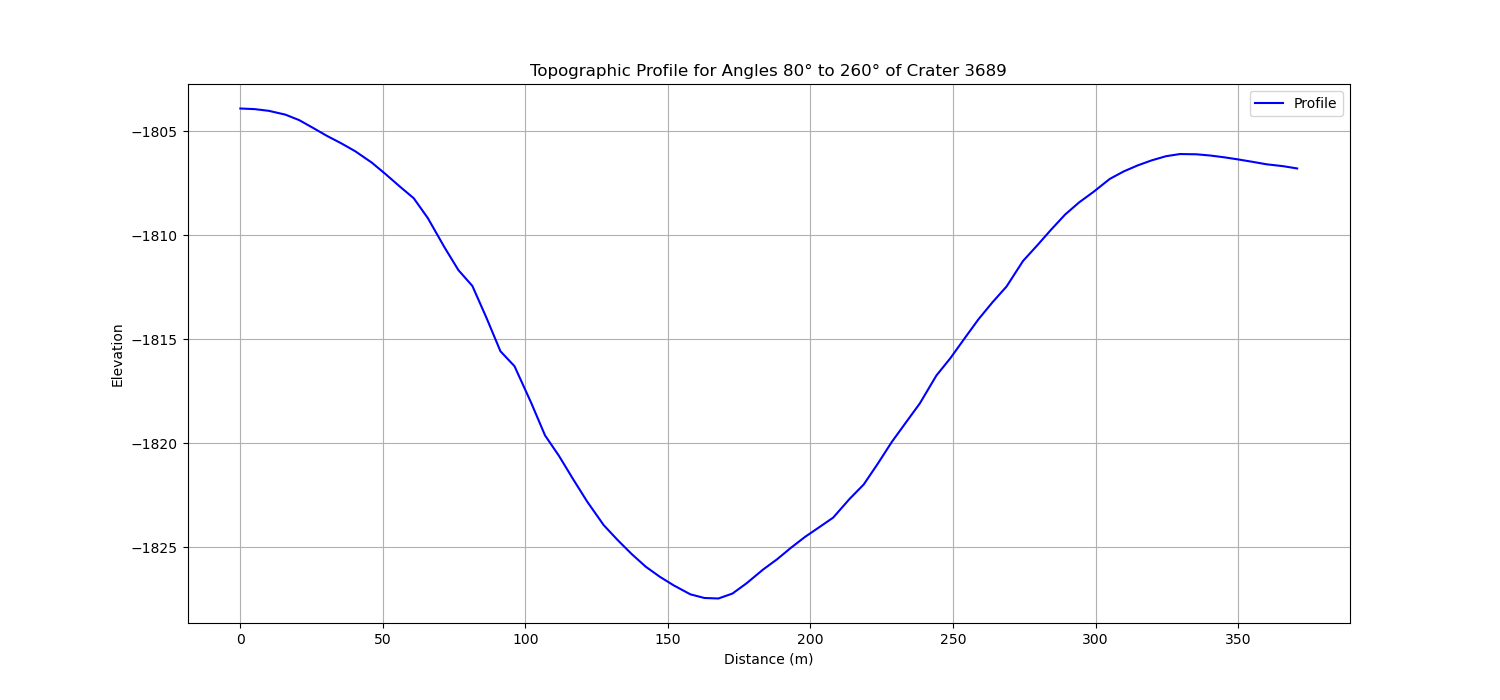 Topographic Profile for Angles 80° to 260° of Crater 3689
Profile
−1805
−1810
−1815
−1820
−1825
Elevation
0 50 100 150 200 250 300 350
Distance (m)